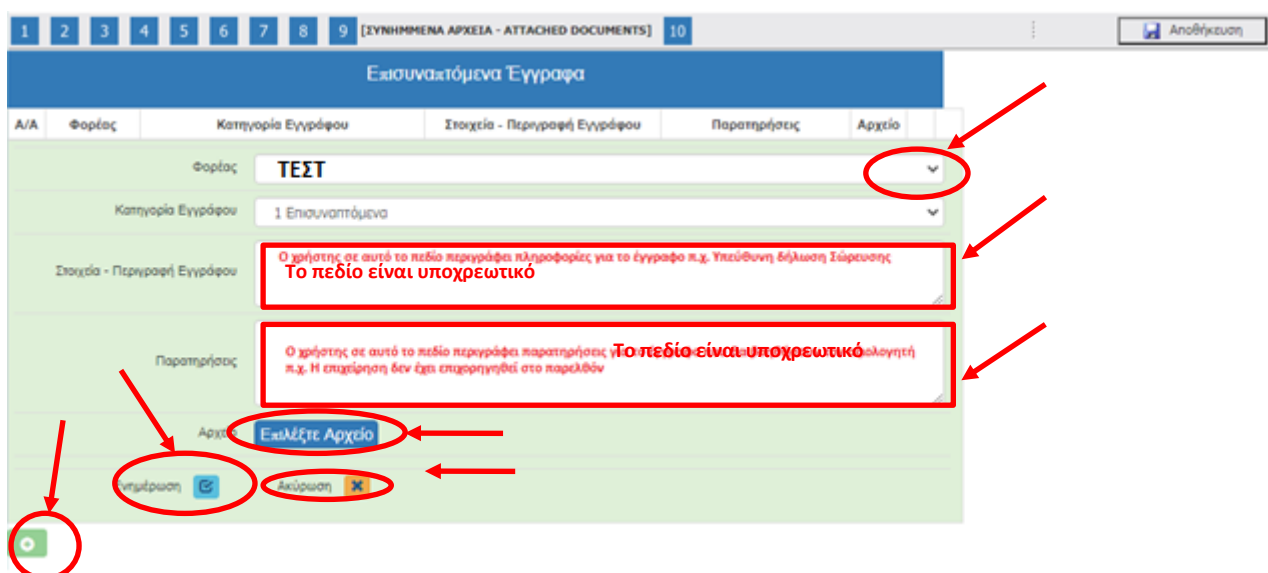 1 2 3 4 5 6 7 8 9 [ΣΥΝΗΜΜΕΝΑ ΑΡΧΕΙΑ - ATTACHED DOCUMENTS] 10 Αποθήκευση
Επισυναπτόμενα Έγγραφα
Α/Α Φορέας Κατηγορία Εγγράφου Στοιχεία - Περιγραφή Εγγράφου Παρατηρήσεις Αρχείο
Φορέας ΤΕΣΤ
Κατηγορία Εγγράφου 1 Επισυναπτόμενα
Ο χρήστης σε αυτό το πεδίο περιγράφει πληροφορίες για το έγγραφο π.χ. Υπεύθυνη δήλωση Σώρευσης
Στοιχεία - Περιγραφή Εγγράφου Το πεδίο είναι υποχρεωτικό
Ο χρήστης σε αυτό το πεδίο περιγράφει παρατηρήσεις Το πεδίο είναι υποχρεωτικό
Παρατηρήσεις π.χ. Η επιχείρηση δεν έχει επιχορηγηθεί στο παρελθόν
Αρχείο Επιλέξτε Αρχείο
Ενημέρωση Ακύρωση